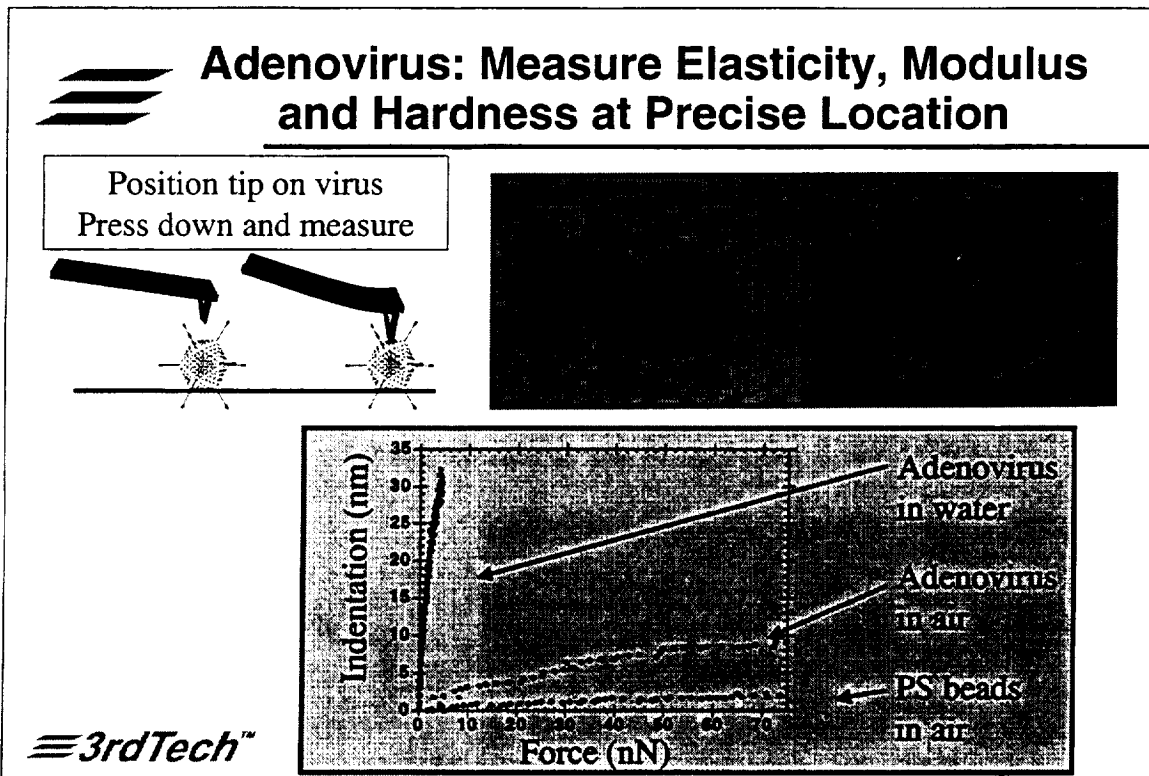 Adenovirus: Measure Elasticity, Modulus
and Hardness at Precise Location
Position tip on virus
Press down and measure
35
30
25
20
15
10
5
0
0 10 20 30 40 50 60 70
Indentation (nm)
Force (nN)
Adenovirus
in water
Adenovirus
in air
PS beads
in air
3rdTech™